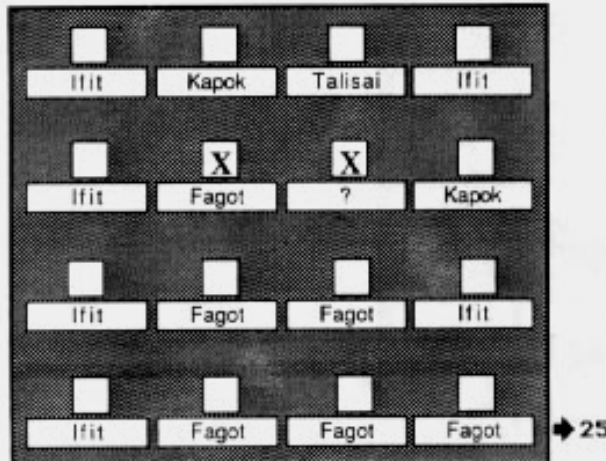 Ifit Kapok Talisai Ifit
X X
Ifit Fagot ? Kapok
Ifit Fagot Fagot Ifit
Ifit Fagot Fagot Fagot 25